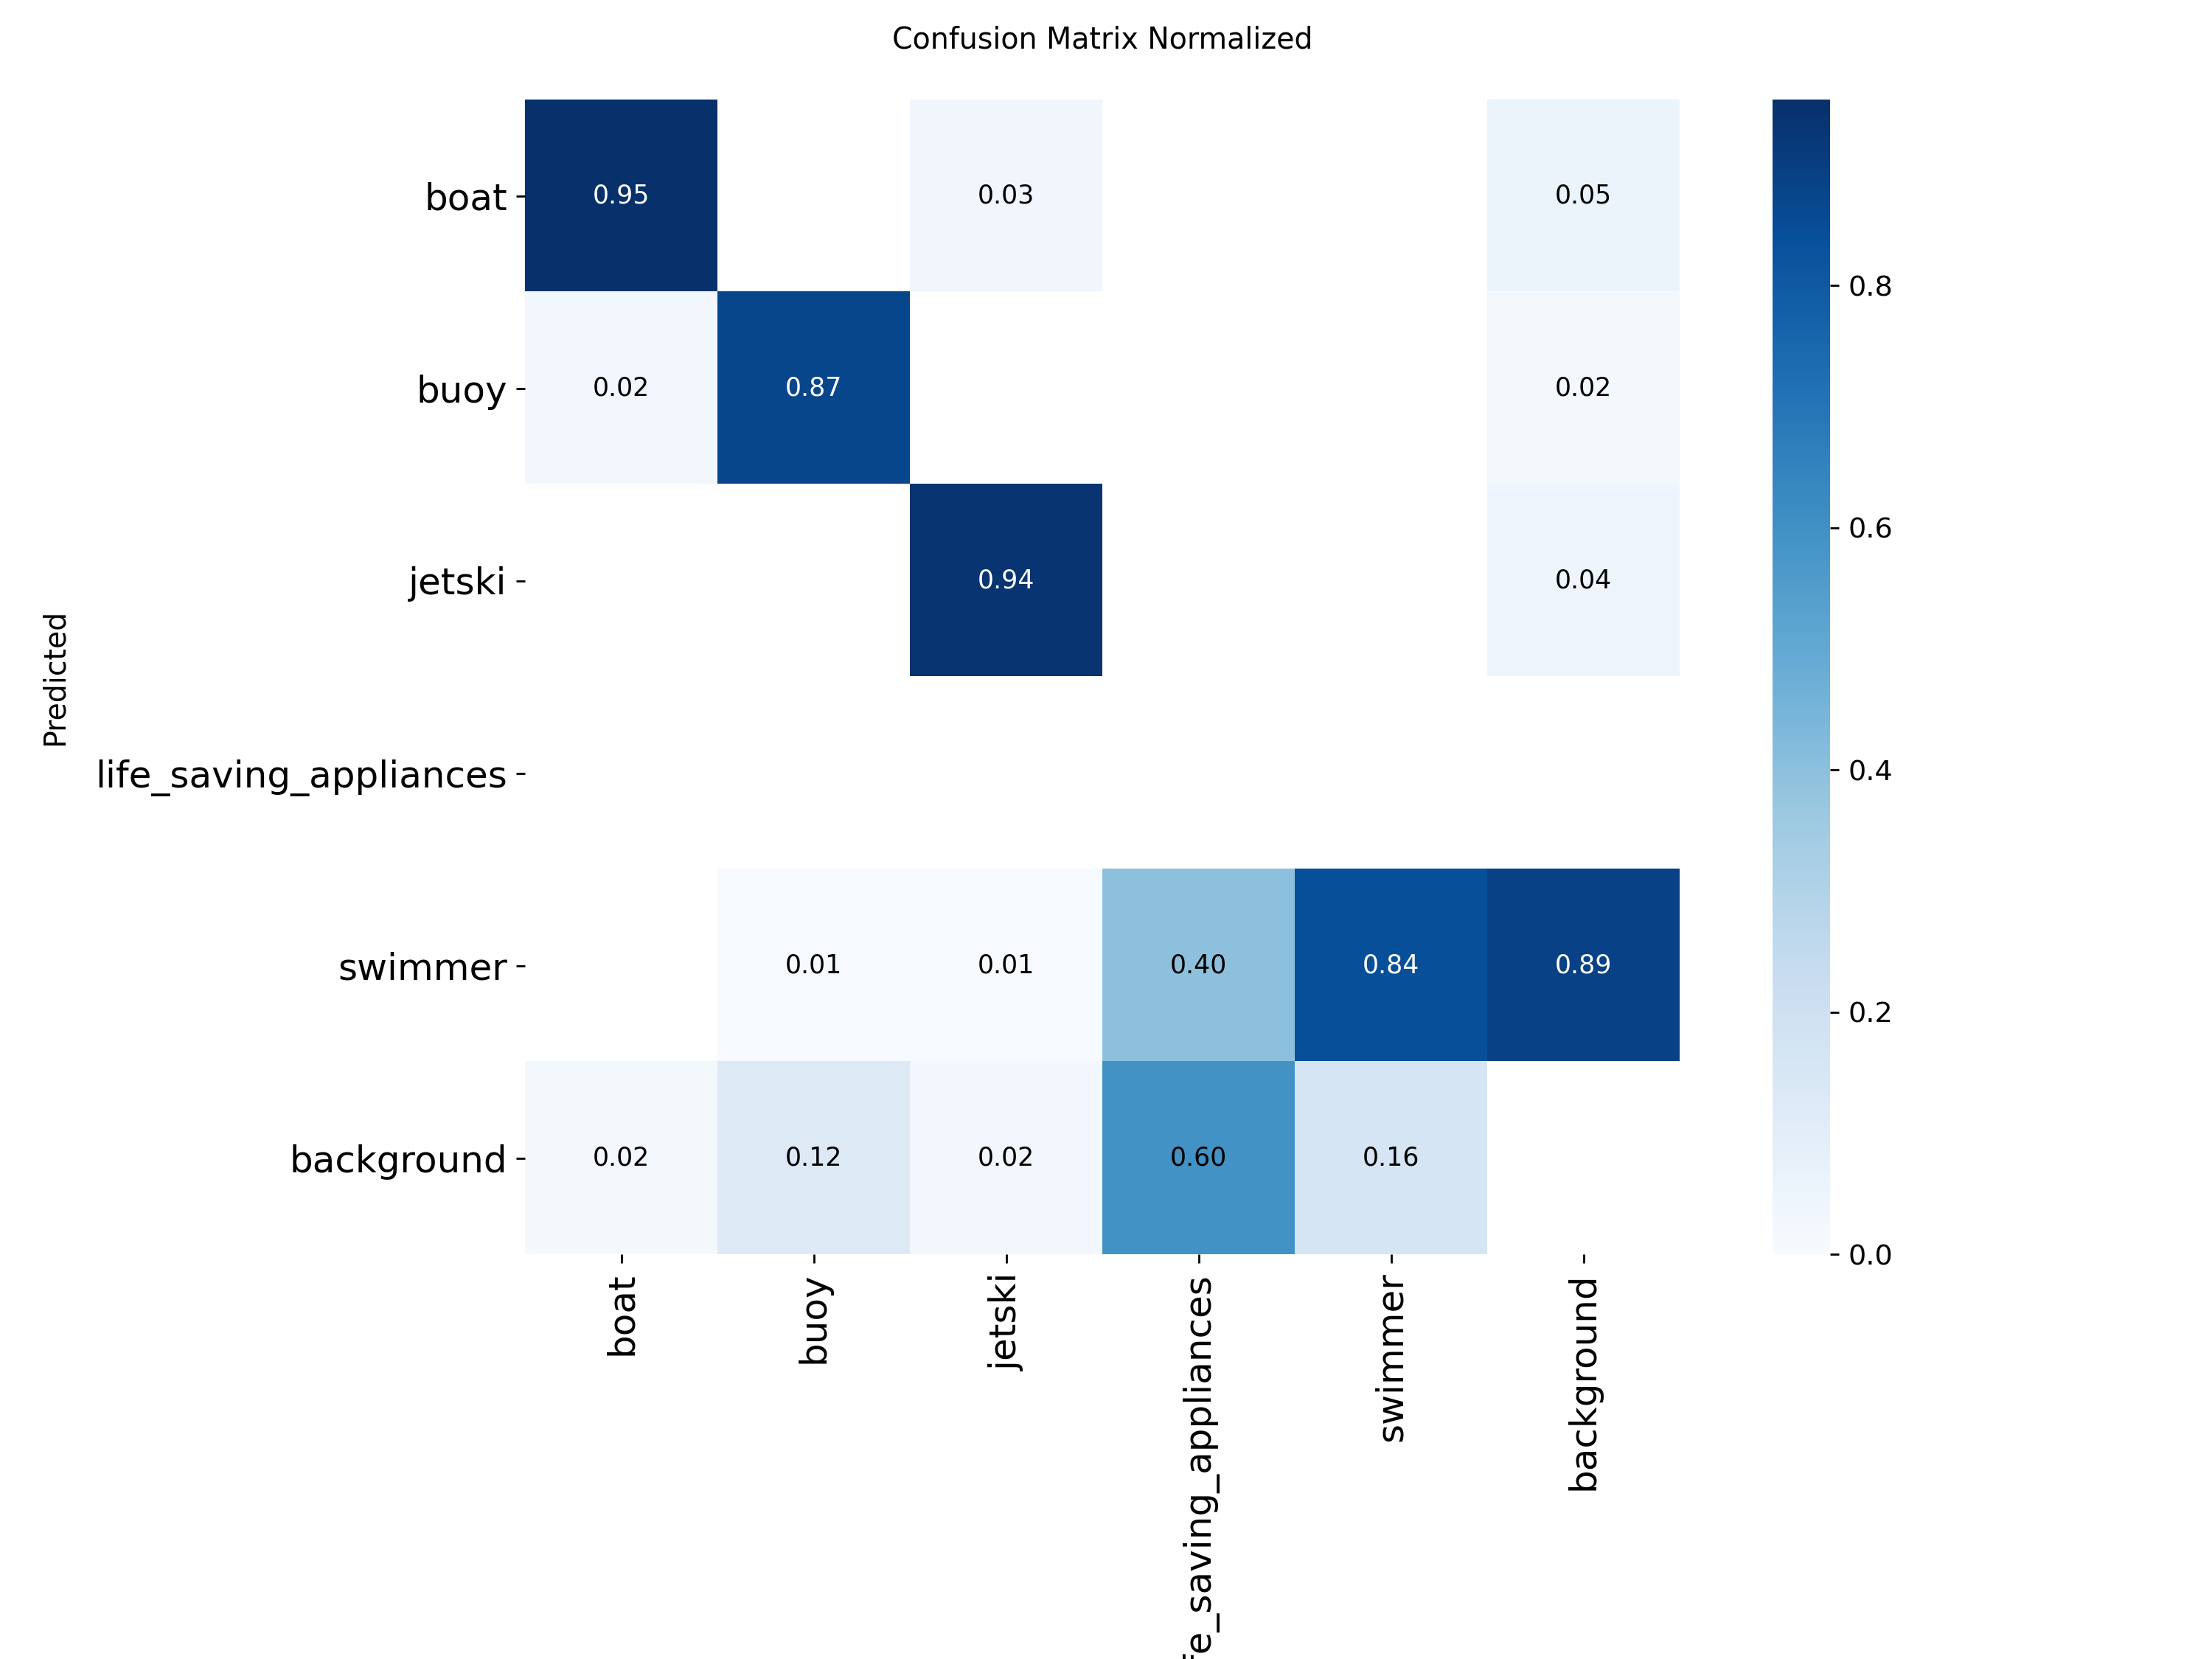 Confusion Matrix Normalized
Predicted
boat
0.95
0.03
0.05
buoy
0.02
0.87
0.02
jetski
0.94
0.04
life_saving_appliances
swimmer
0.01
0.01
0.40
0.84
0.89
background
0.02
0.12
0.02
0.60
0.16
boat
buoy
jetski
fe_saving_appliances
swimmer
background
0.8
0.6
0.4
0.2
0.0